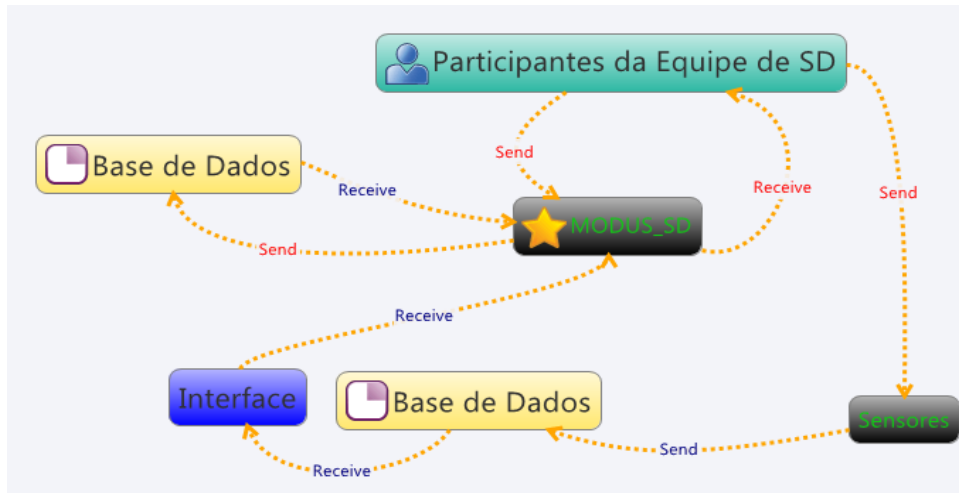 Participantes da Equipe de SD
Send
Base de Dados
Receive
Receive
Send
MODUS_SD
Send
Receive
Interface
Base de Dados
Sensores
Send
Receive